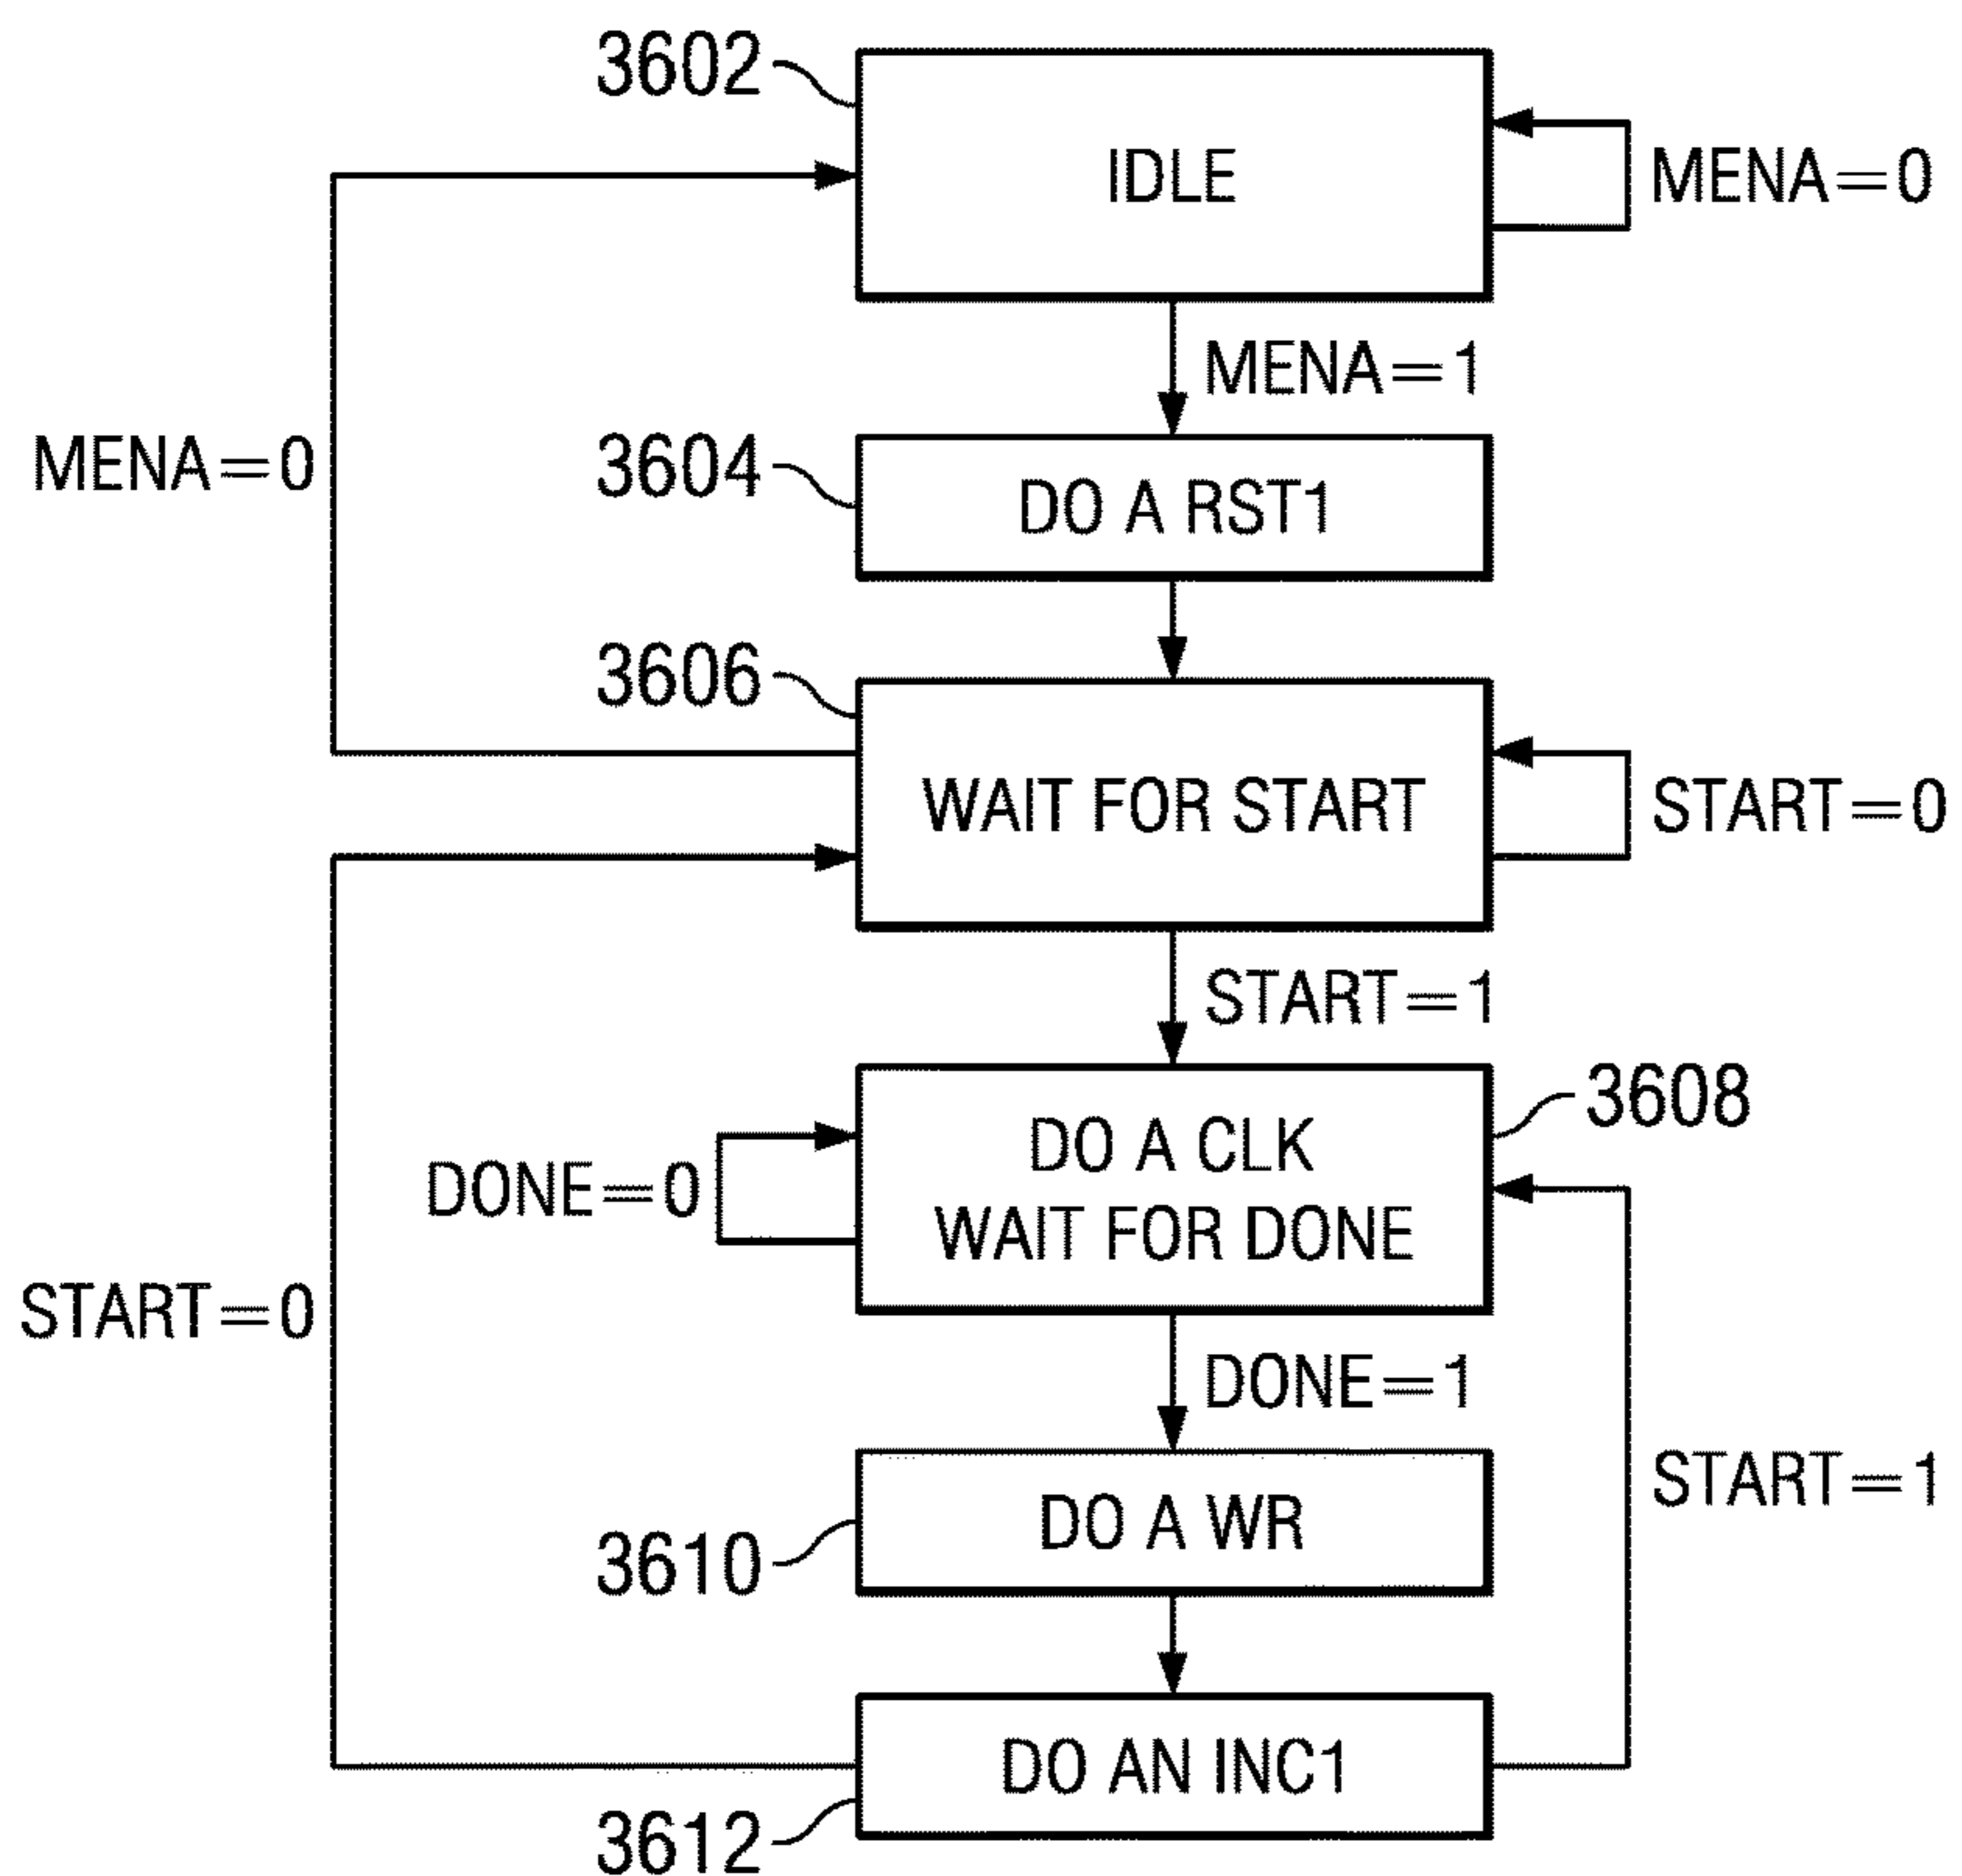 3602
IDLE
MENA=0
MENA=1
MENA=0
3604
DO A RST1
3606
WAIT FOR START
START=0
START=1
3608
DO A CLK
WAIT FOR DONE
DONE=0
START=0
DONE=1
START=1
DO A WR
3610
DO AN INC1
3612